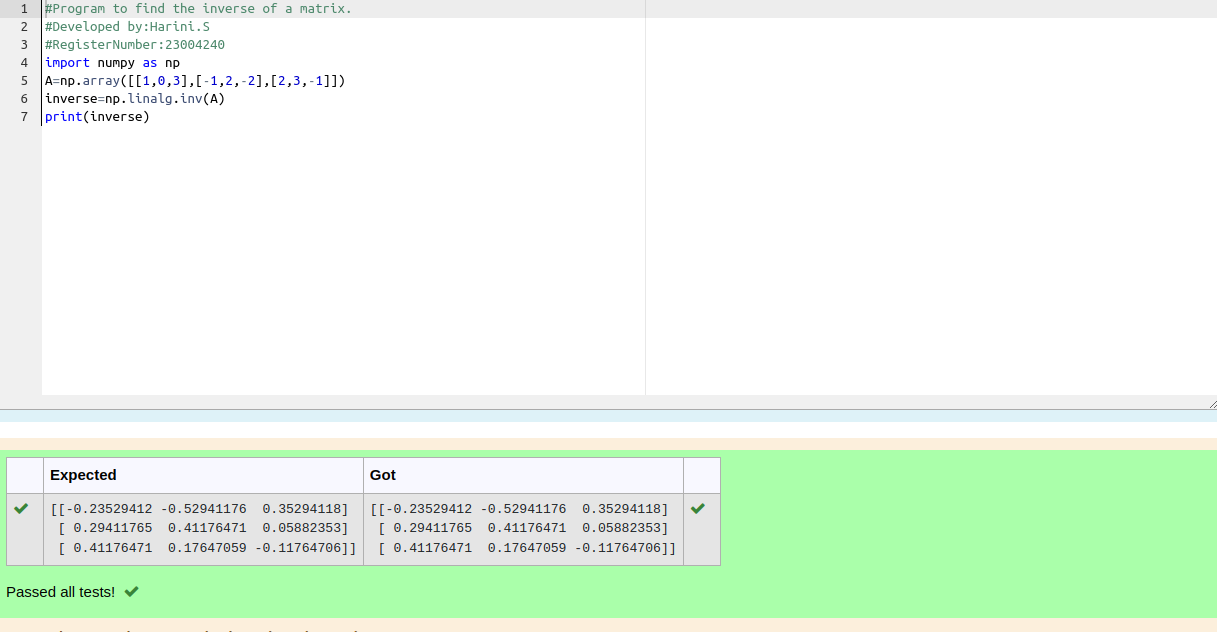 1 #Program to find the inverse of a matrix.
2 #Developed by:Harini.S
3 #RegisterNumber:23004240
4 import numpy as np
5 A=np.array([[1,0,3],[-1,2,-2],[2,3,-1]])
6 inverse=np.linalg.inv(A)
7 print(inverse)
Expected Got
[[-0.23529412 -0.52941176  0.35294118] [[-0.23529412 -0.52941176  0.35294118]
[ 0.29411765  0.41176471  0.05882353] [ 0.29411765  0.41176471  0.05882353]
[ 0.41176471  0.17647059 -0.11764706]] [ 0.41176471  0.17647059 -0.11764706]]
Passed all tests!